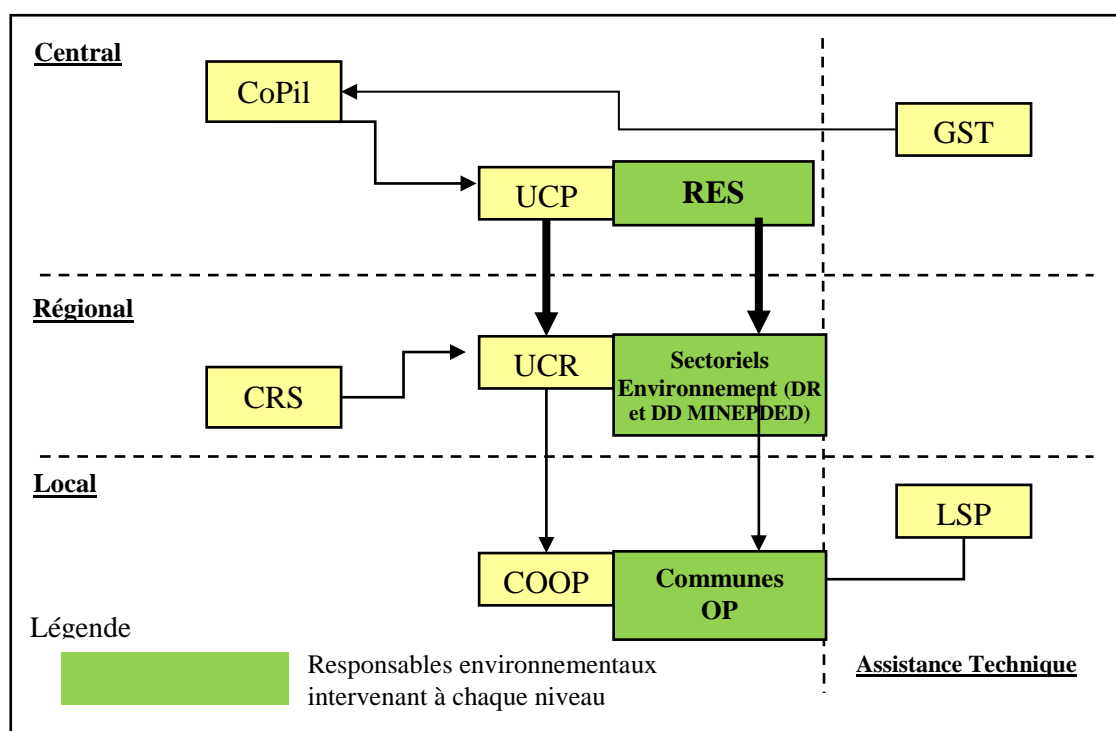 Central
CoPil
GST
UCP
RES
Régional
UCR
Sectoriels
Environnement (DR
et DD MINEPDED)
CRS
Local
LSP
COOP
Communes
OP
Légende
Responsables environnementaux
intervenant à chaque niveau
Assistance Technique